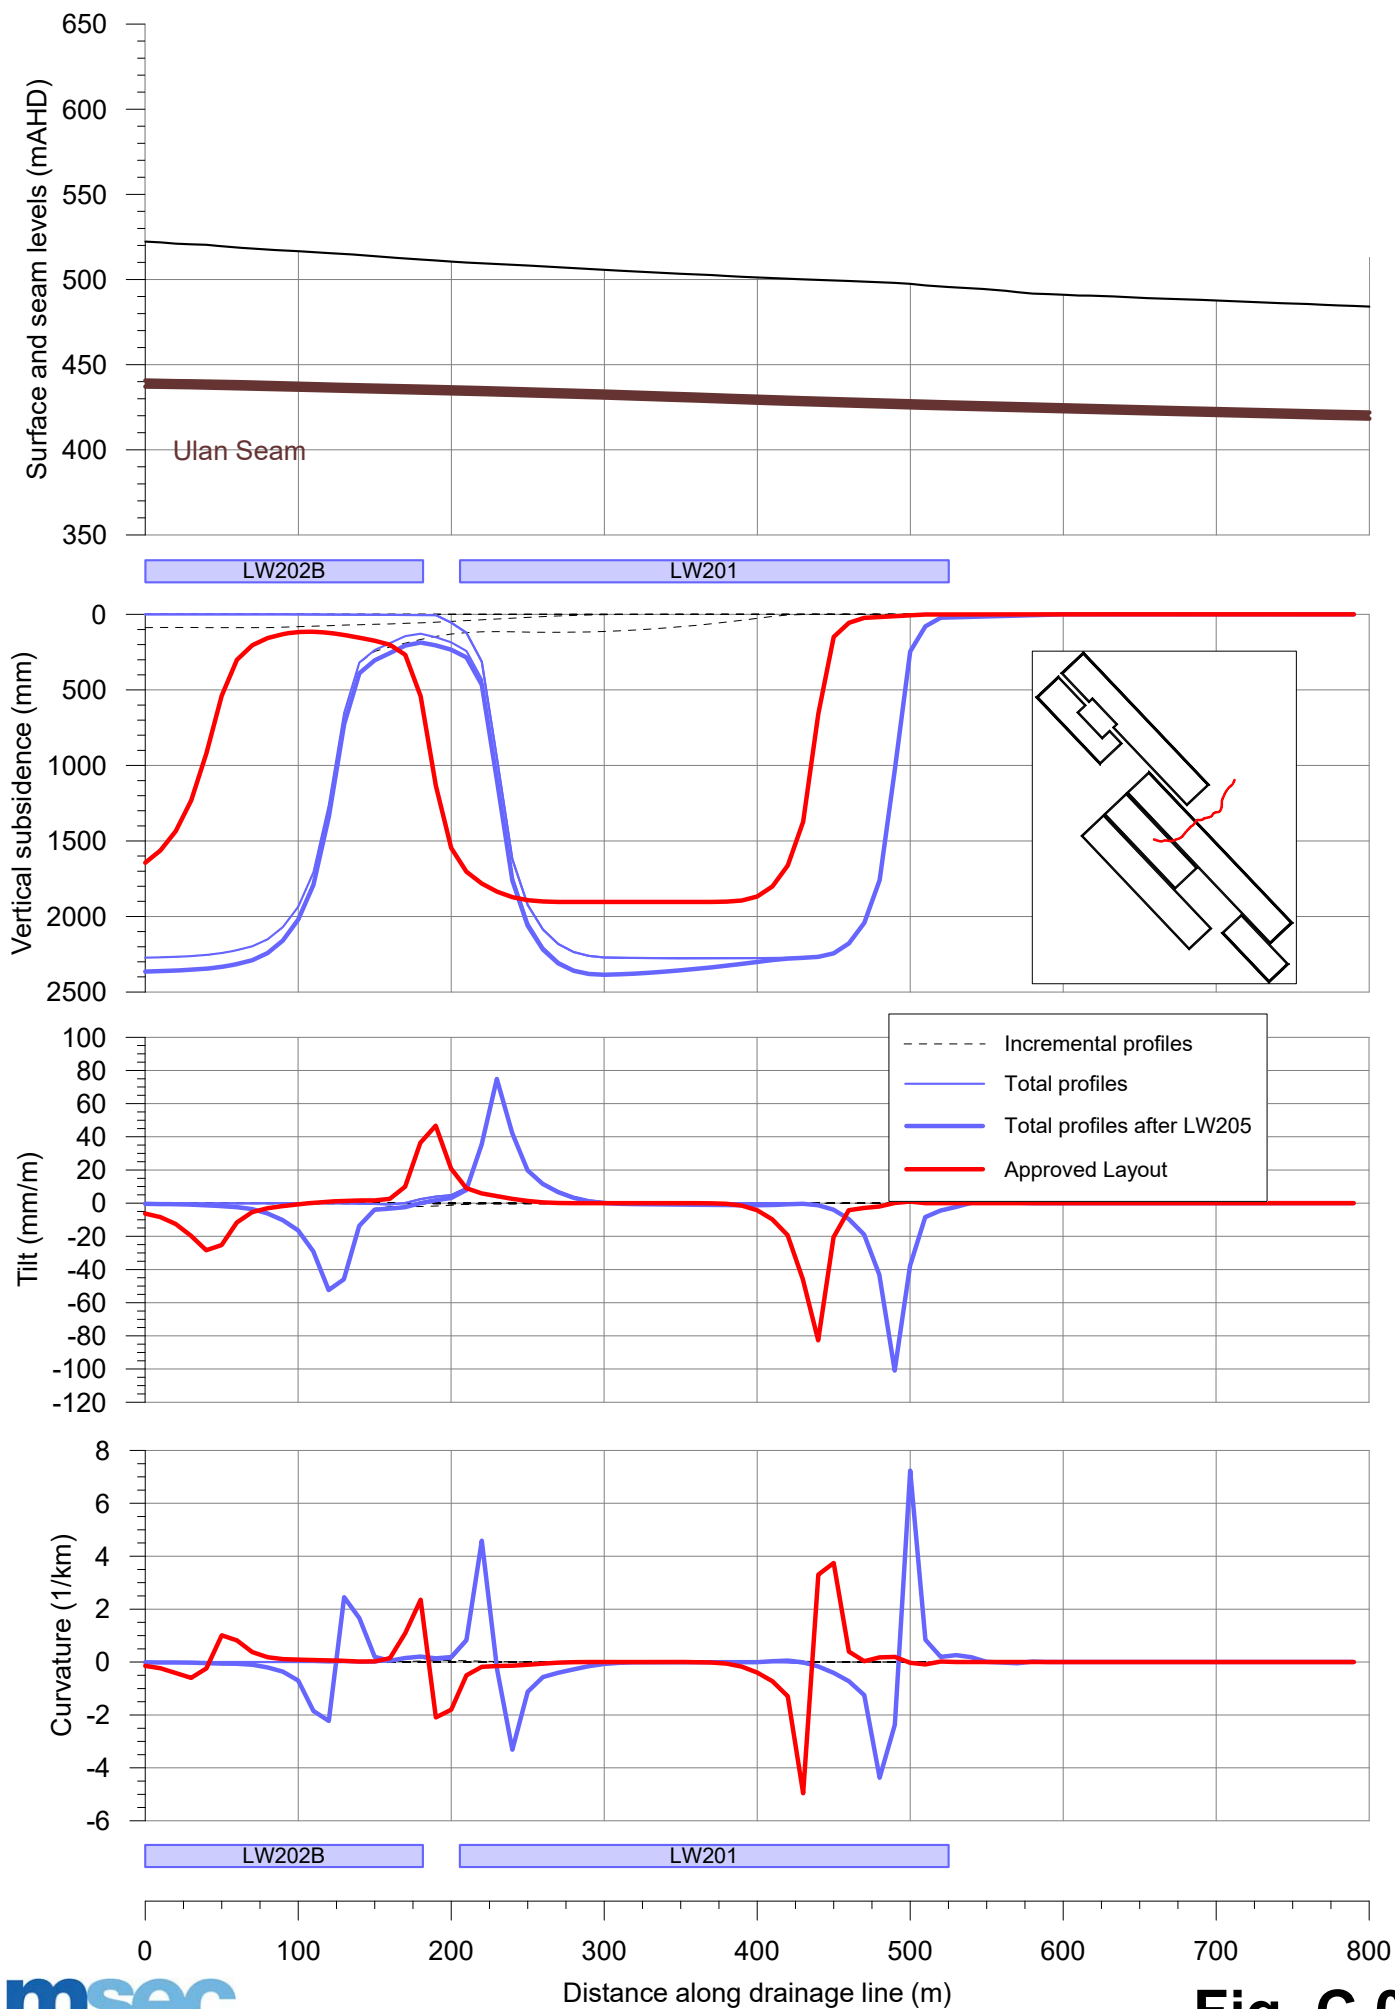 650
600
550
500
450
400
350
Surface and seam levels (mAHD)
Ulan Seam
LW202B
LW201
0
500
1000
1500
2000
2500
Vertical subsidence (mm)
100
80
60
40
20
0
-20
-40
-60
-80
-100
-120
Tilt (mm/m)
Incremental profiles
Total profiles
Total profiles after LW205
Approved Layout
8
6
4
2
0
-2
-4
-6
Curvature (1/km)
LW202B
LW201
0 100 200 300 400 500 600 700 800
Distance along drainage line (m)
msec
Fig. C.0